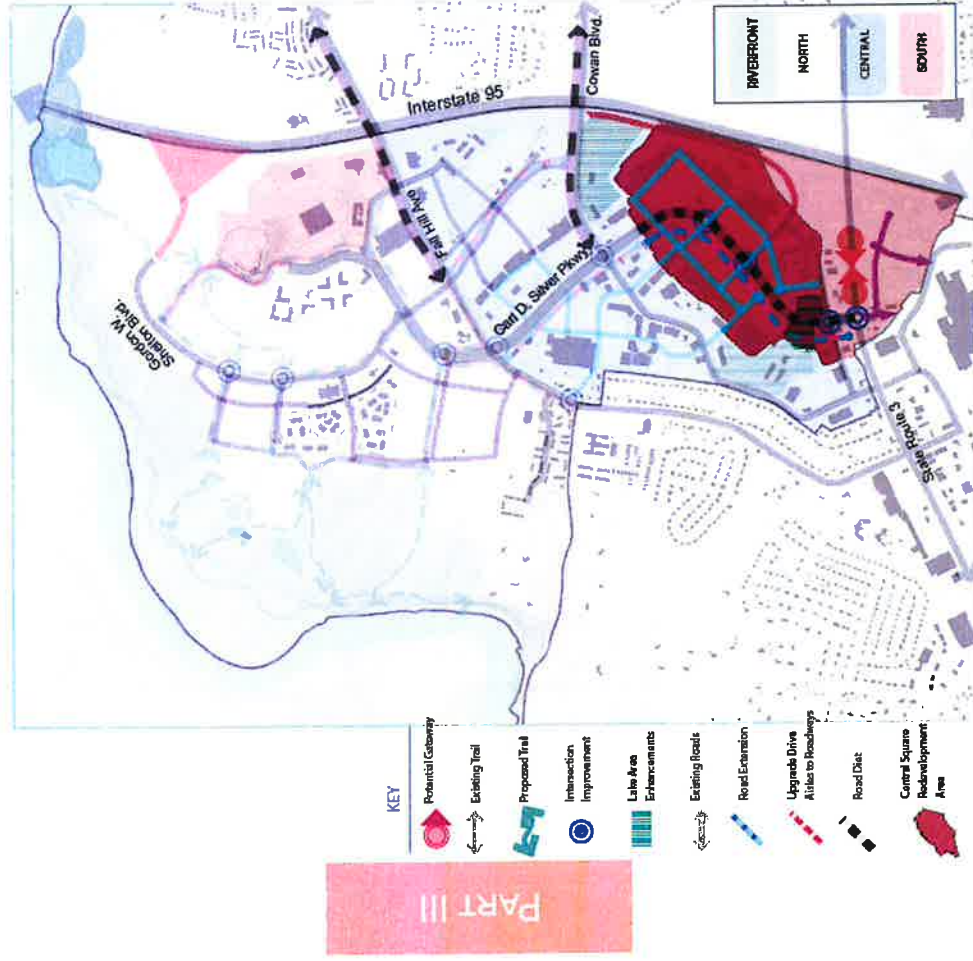 PART III
KEY
Potential Gateway
Existing Trail
Proposed Trail
Intersection
Improvement
Lake Area
Enhancements
Existing Roads
Road Extension
Upgrade Drive
Aisles to Roadways
Road Diet
Central Square
Redevelopment
Area
Gordon W.
Shelton Blvd.
Fall Hill Ave
Interstate 95
Cowan Blvd.
Carl D. Silver Pkwy
State Route 3
RIVERFRONT
NORTH
CENTRAL
SOUTH